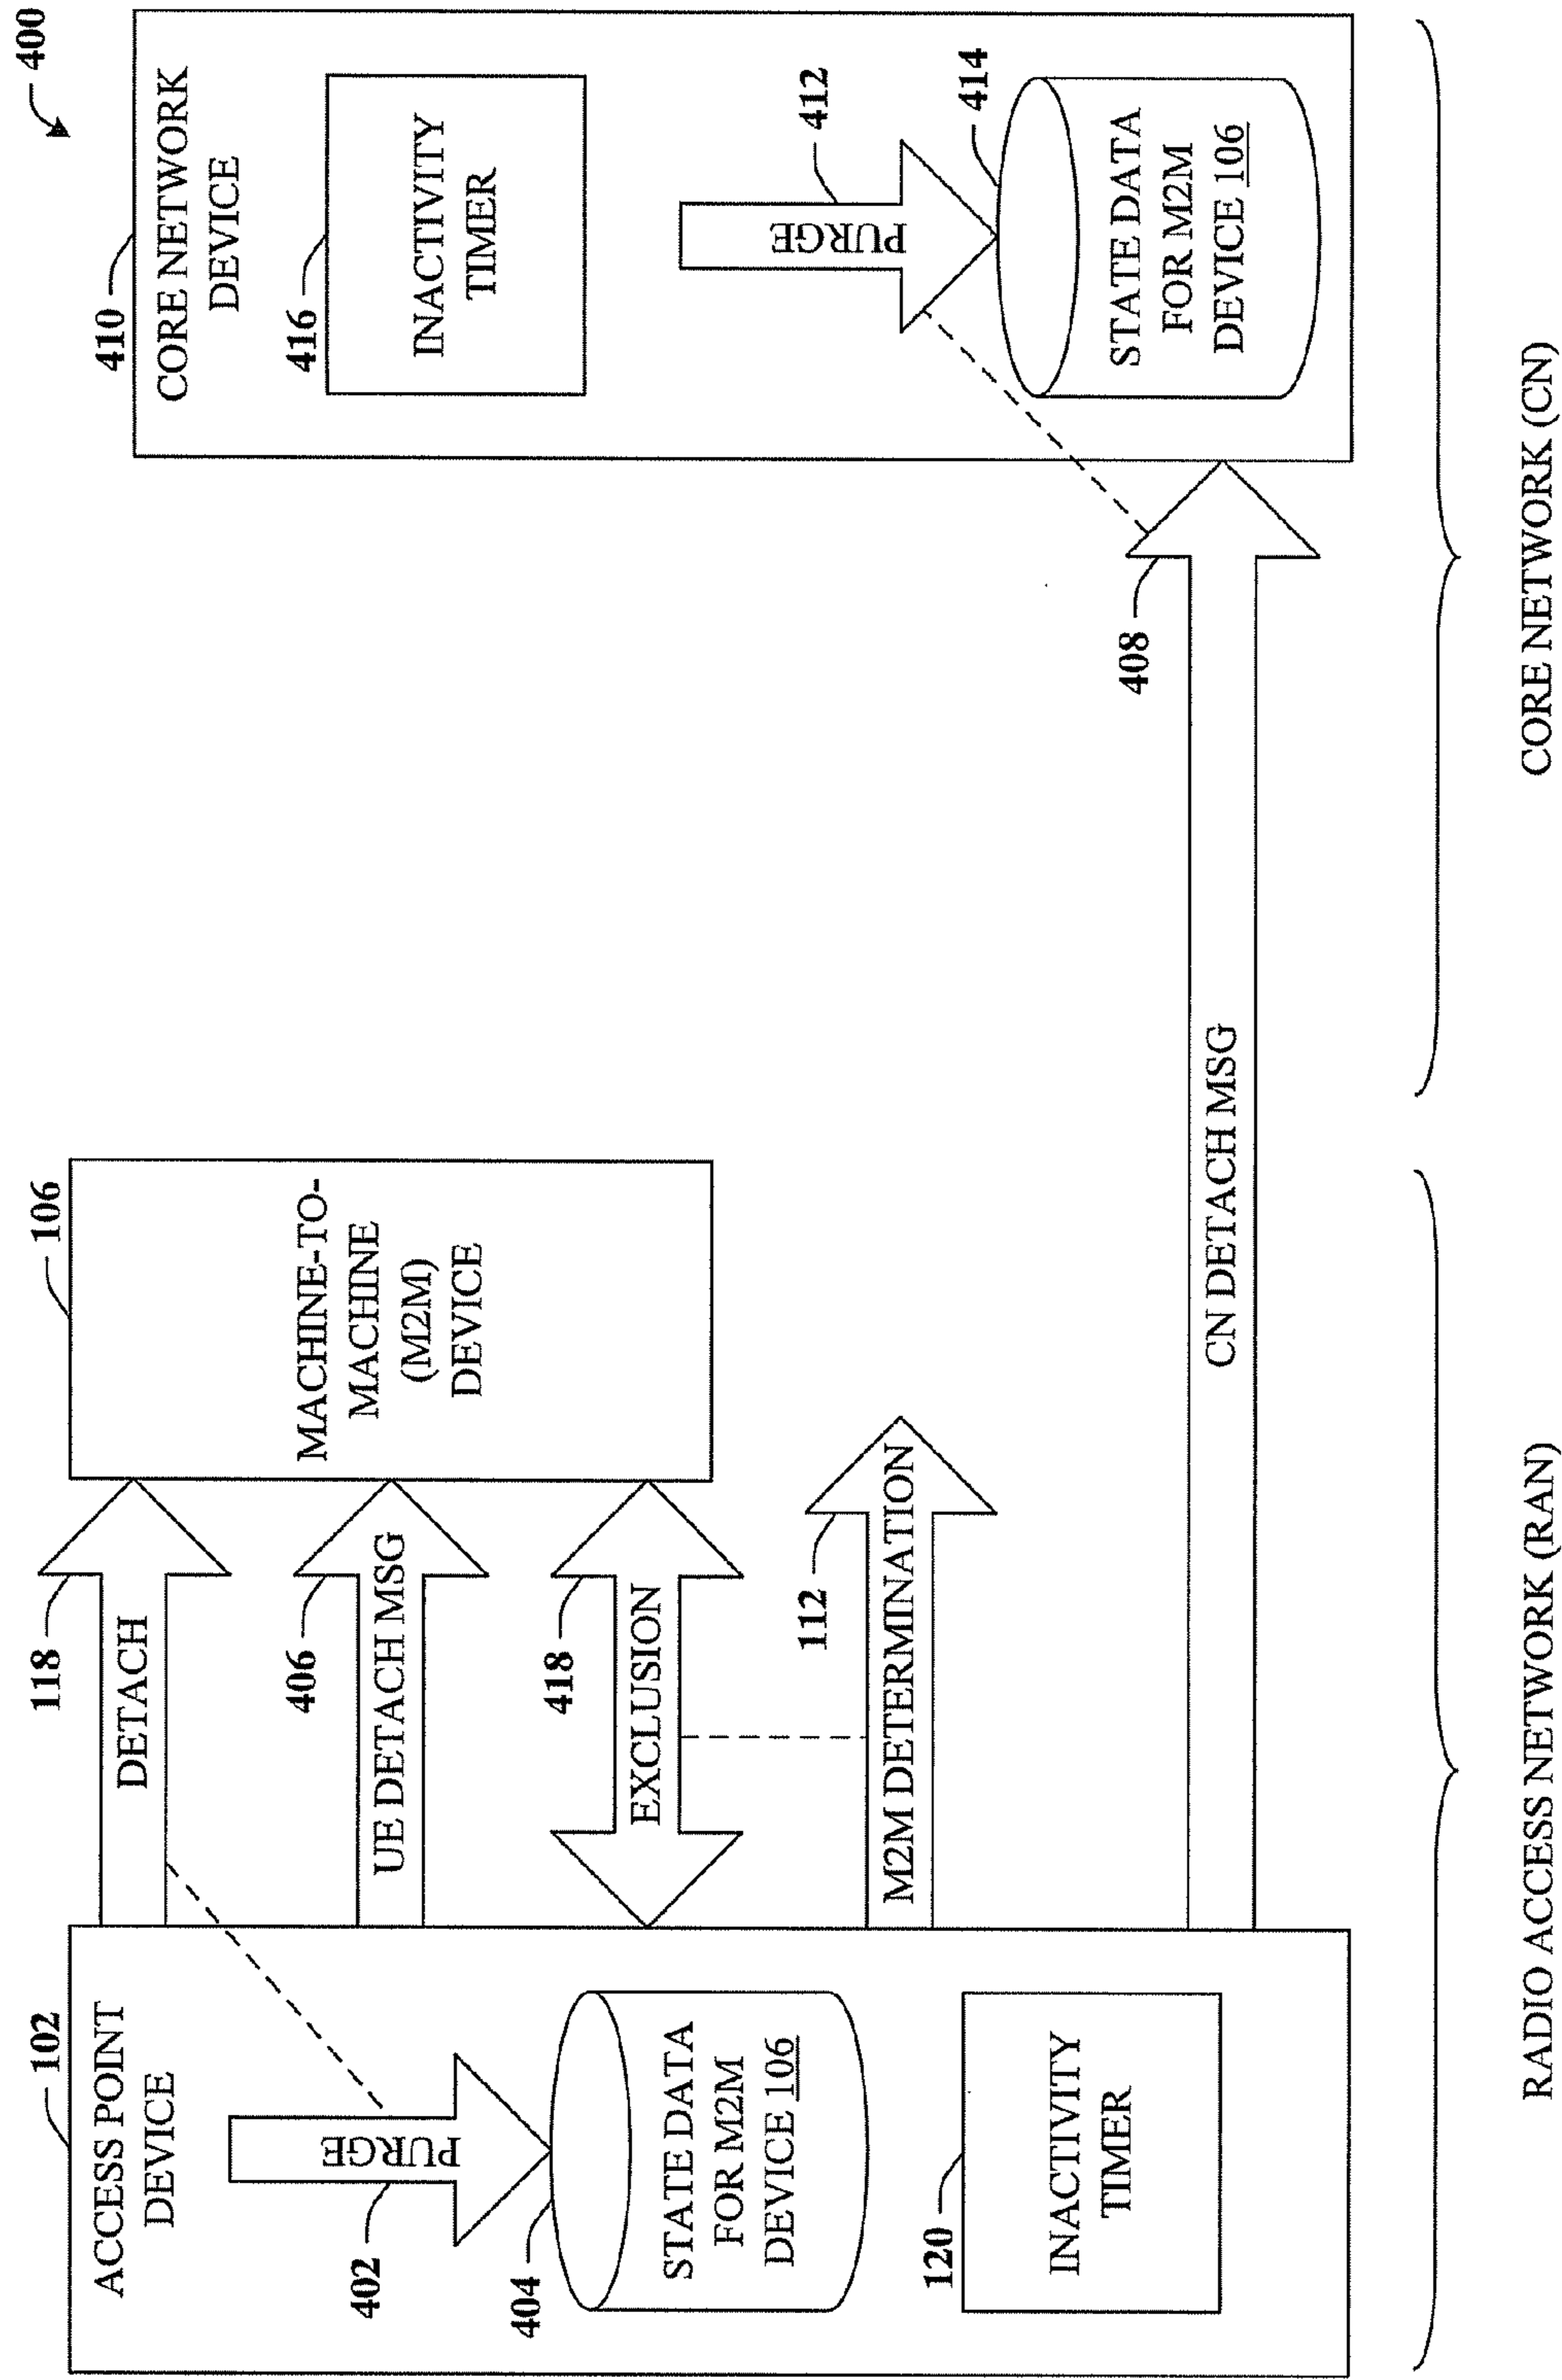 400
102
ACCESS POINT
DEVICE
402
PURGE
404
STATE DATA
FOR M2M
DEVICE 106
120
INACTIVITY
TIMER
118
DETACH
406
UE DETACH MSG
418
EXCLUSION
112
M2M DETERMINATION
CN DETACH MSG
408
106
MACHINE-TO-
MACHINE
(M2M)
DEVICE
410
CORE NETWORK
DEVICE
416
INACTIVITY
TIMER
412
PURGE
414
STATE DATA
FOR M2M
DEVICE 106
RADIO ACCESS NETWORK (RAN)
CORE NETWORK (CN)